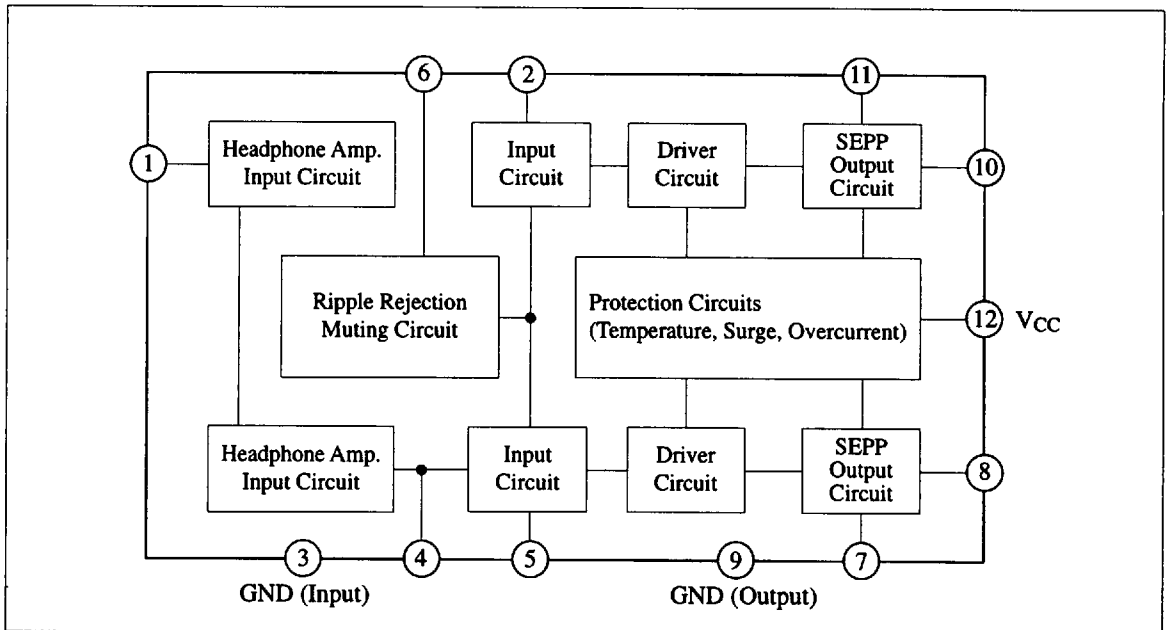 6
2
11
1
Headphone Amp.
Input Circuit
Input
Circuit
Driver
Circuit
SEPP
Output
Circuit
10
Ripple Rejection
Muting Circuit
Protection Circuits
(Temperature, Surge, Overcurrent)
12
VCC
Headphone Amp.
Input Circuit
Input
Circuit
Driver
Circuit
SEPP
Output
Circuit
8
3
4
5
9
7
GND (Input)
GND (Output)